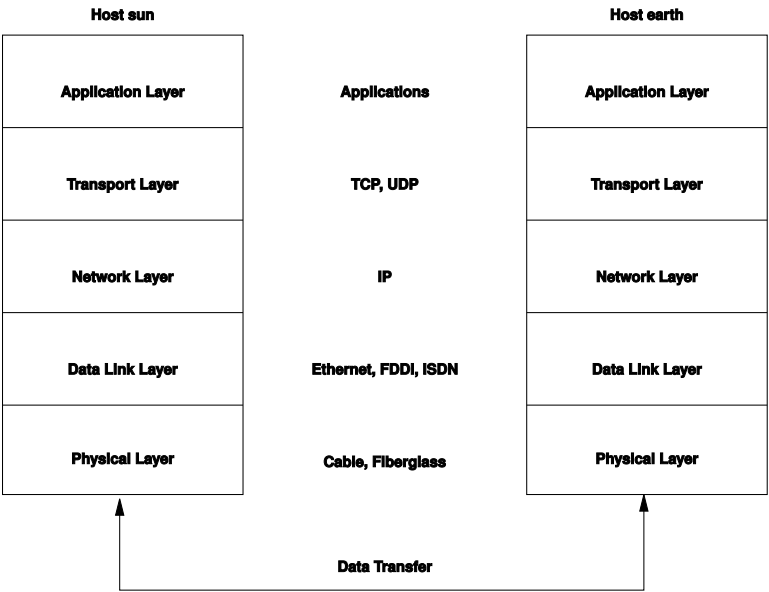 Host sun
Host earth
Application Layer
Applications
Application Layer
Transport Layer
TCP, UDP
Transport Layer
Network Layer
IP
Network Layer
Data Link Layer
Ethernet, FDDI, ISDN
Data Link Layer
Physical Layer
Cable, Fiberglass
Physical Layer
Data Transfer